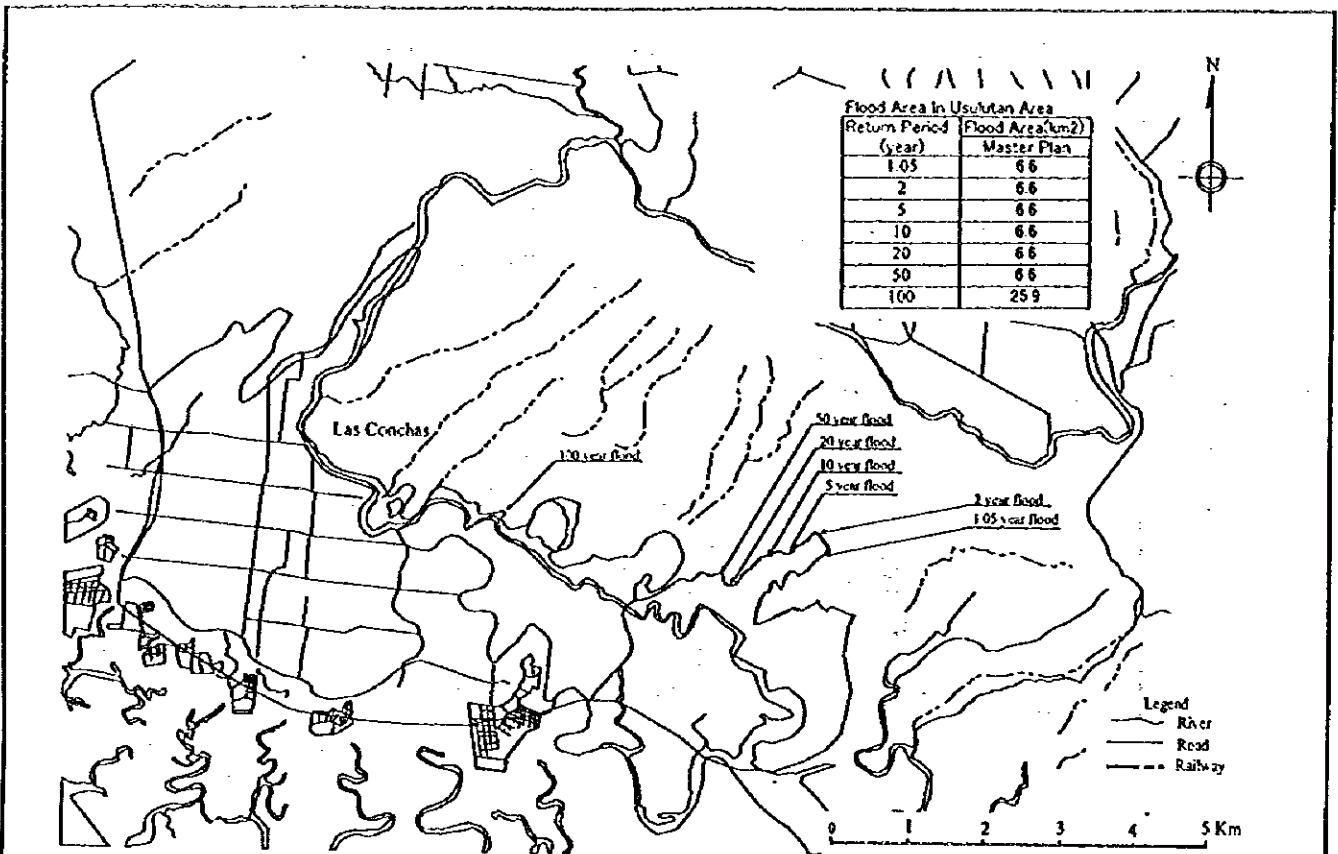 N
Flood Area In Usulutan Area
Return Period (year) Flood Area(km2) Master Plan
1.05 6.6
2 6.6
5 6.6
10 6.6
20 6.6
50 6.6
100 25.9
50 year flood
20 year flood
10 year flood
5 year flood
2 year flood
1.05 year flood
Las Conchas
100 year flood
Legend
River
Road
Railway
0 1 2 3 4 5 Km